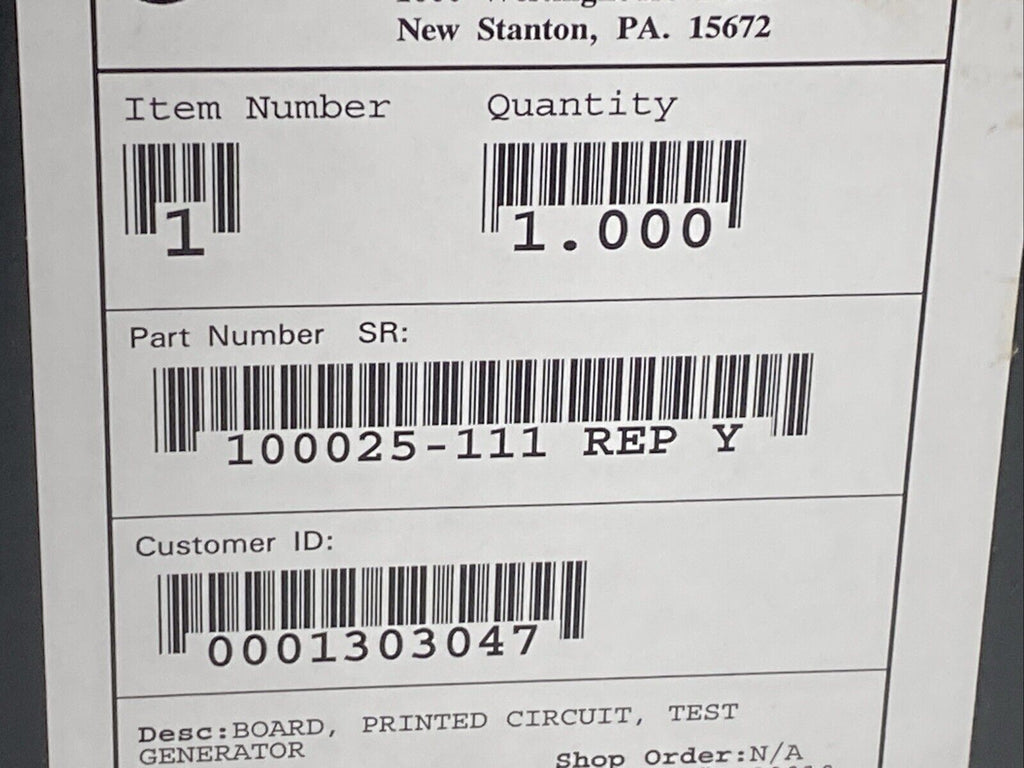 New Stanton, PA. 15672
Item Number Quantity
1 1.000
Part Number SR:
100025-111 REP Y
Customer ID:
0001303047
Desc:BOARD, PRINTED CIRCUIT, TEST
GENERATOR
Shop Order:N/A